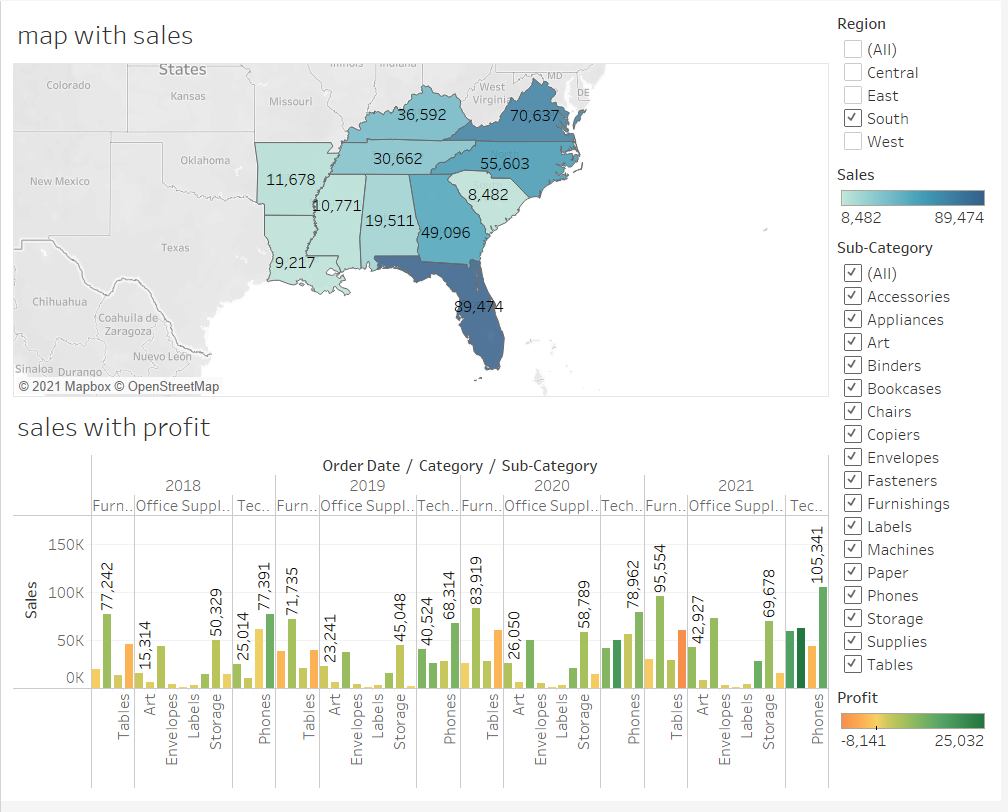 map with sales
States
Illinois
Indiana
MD
Colorado
Kansas
Missouri
West
Virginia
DE
36,592
70,637
Oklahoma
30,662
55,603
New Mexico
11,678
8,482
10,771
19,511
49,096
Texas
9,217
Chihuahua
89,474
Coahuila de
Zaragoza
Nuevo León
Sinaloa
Durango
© 2021 Mapbox © OpenStreetMap
Region
(All)
Central
East
South
West
Sales
8,482 89,474
Sub-Category
(All)
Accessories
Appliances
Art
Binders
Bookcases
Chairs
Copiers
Envelopes
Fasteners
Furnishings
Labels
Machines
Paper
Phones
Storage
Supplies
Tables
Profit
-8,141 25,032
sales with profit
Order Date / Category / Sub-Category
2018 2019 2020 2021
Furn.. Office Suppl.. Tec.. Furn.. Office Suppl.. Tech.. Furn.. Office Suppl.. Tech.. Furn.. Office Suppl.. Tec..
150K
100K
50K
0K
Sales
77,242
15,314
50,329
25,014
77,391
71,735
23,241
45,048
40,524
68,314
83,919
26,050
58,789
78,962
95,554
42,927
69,678
105,341
Tables Art Envelopes Labels Storage Phones Tables Art Envelopes Labels Storage Phones Tables Art Envelopes Labels Storage Phones Tables Art Envelopes Labels Storage Phones